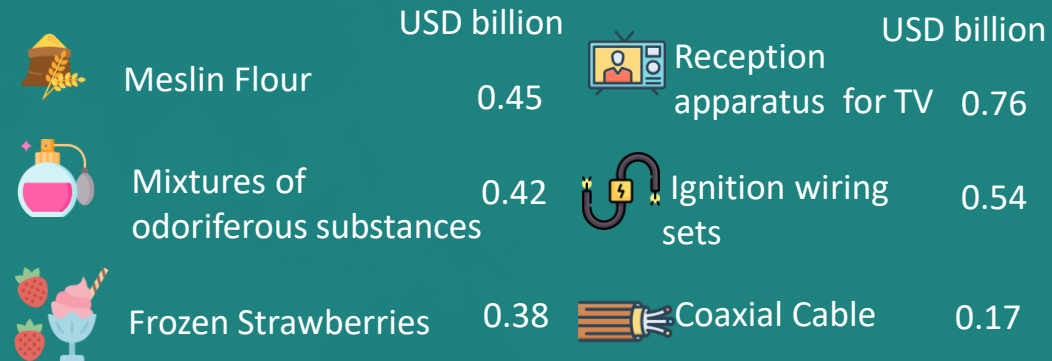 USD billion
Meslin Flour
0.45
Mixtures of
odoriferous substances
0.42
Frozen Strawberries
0.38
USD billion
Reception
apparatus for TV
0.76
Ignition wiring
sets
0.54
Coaxial Cable
0.17